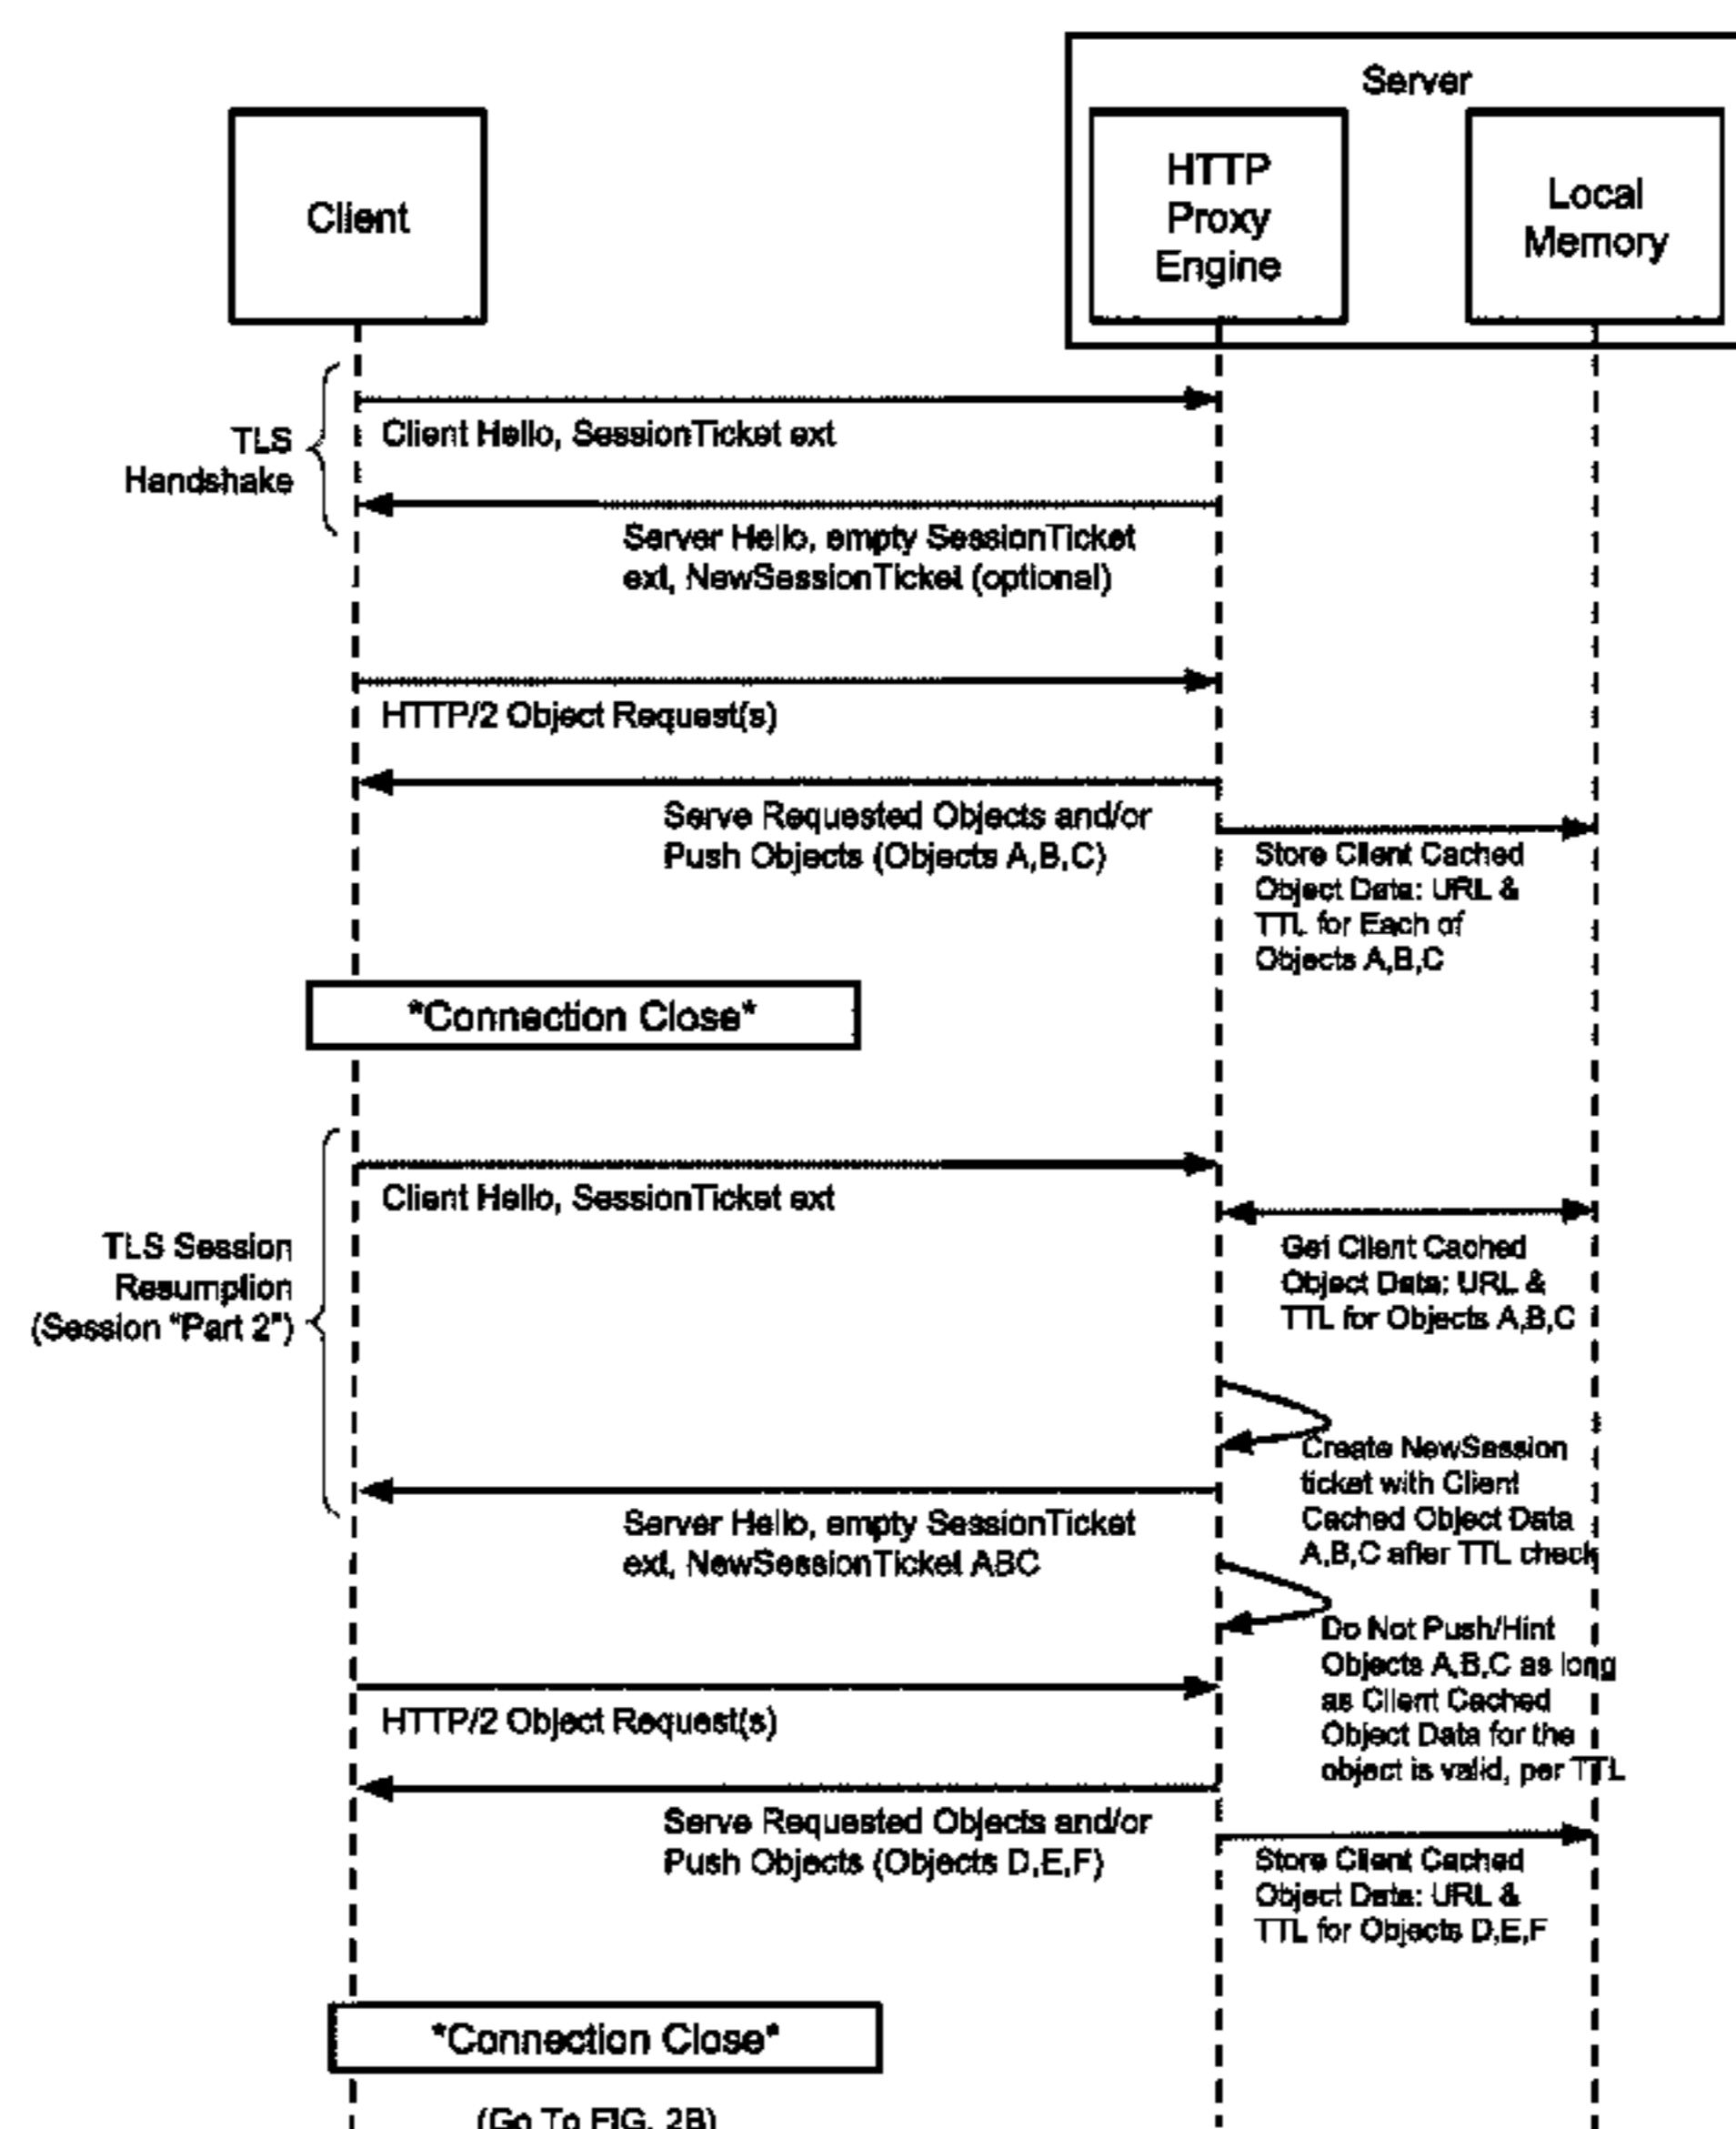 Server
Client
HTTP
Proxy
Engine
Local
Memory
TLS
Handshake
Client Hello, SessionTicket ext
Server Hello, empty SessionTicket
ext, NewSessionTicket (optional)
HTTP/2 Object Request(s)
Serve Requested Objects and/or
Push Objects (Objects A,B,C)
Store Client Cached
Object Data: URL &
TTL for Each of
Objects A,B,C
*Connection Close*
TLS Session
Resumption
(Session "Part 2")
Client Hello, SessionTicket ext
Get Client Cached
Object Data: URL &
TTL for Objects A,B,C
Create NewSession
ticket with Client
Cached Object Data
A,B,C after TTL check
Server Hello, empty SessionTicket
ext, NewSessionTicket ABC
Do Not Push/Hint
Objects A,B,C as long
as Client Cached
Object Data for the
object is valid, per TTL
HTTP/2 Object Request(s)
Serve Requested Objects and/or
Push Objects (Objects D,E,F)
Store Client Cached
Object Data: URL &
TTL for Objects D,E,F
*Connection Close*
(Go To FIG. 2B)